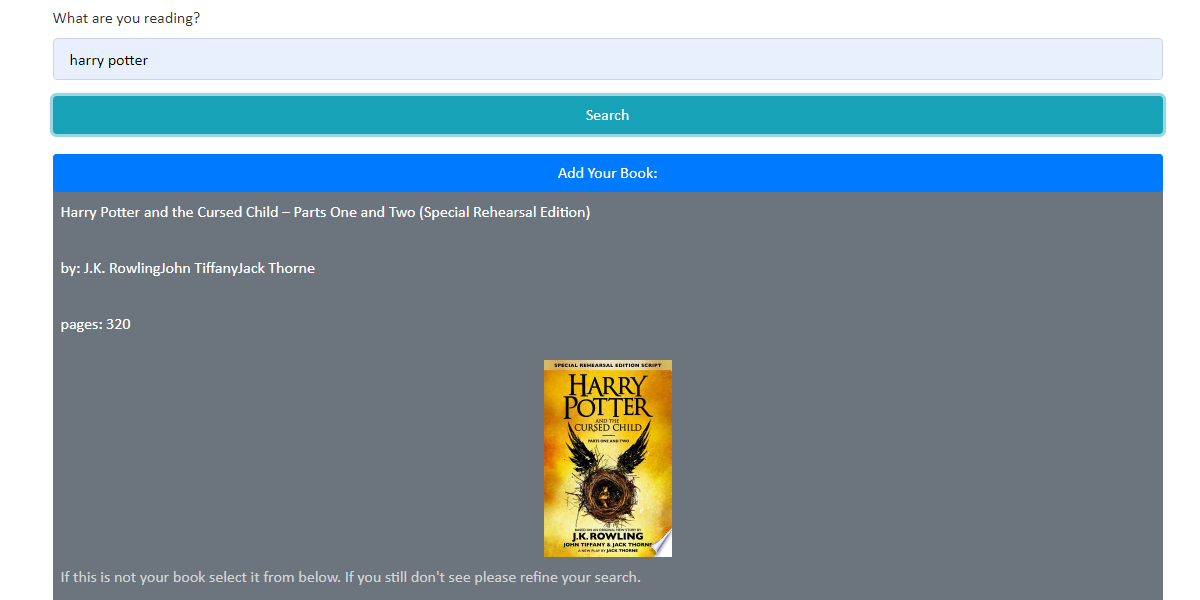 What are you reading?
harry potter
Search
Add Your Book:
Harry Potter and the Cursed Child – Parts One and Two (Special Rehearsal Edition)
by: J.K. RowlingJohn TiffanyJack Thorne
pages: 320
SPECIAL REHEARSAL EDITION SCRIPT
HARRY
POTTER
AND THE
CURSED CHILD
PARTS ONE AND TWO
BASED ON AN ORIGINAL NEW STORY BY
J.K. ROWLING
JOHN TIFFANY & JACK THORNE
A NEW PLAY BY JACK THORNE
If this is not your book select it from below. If you still don't see please refine your search.